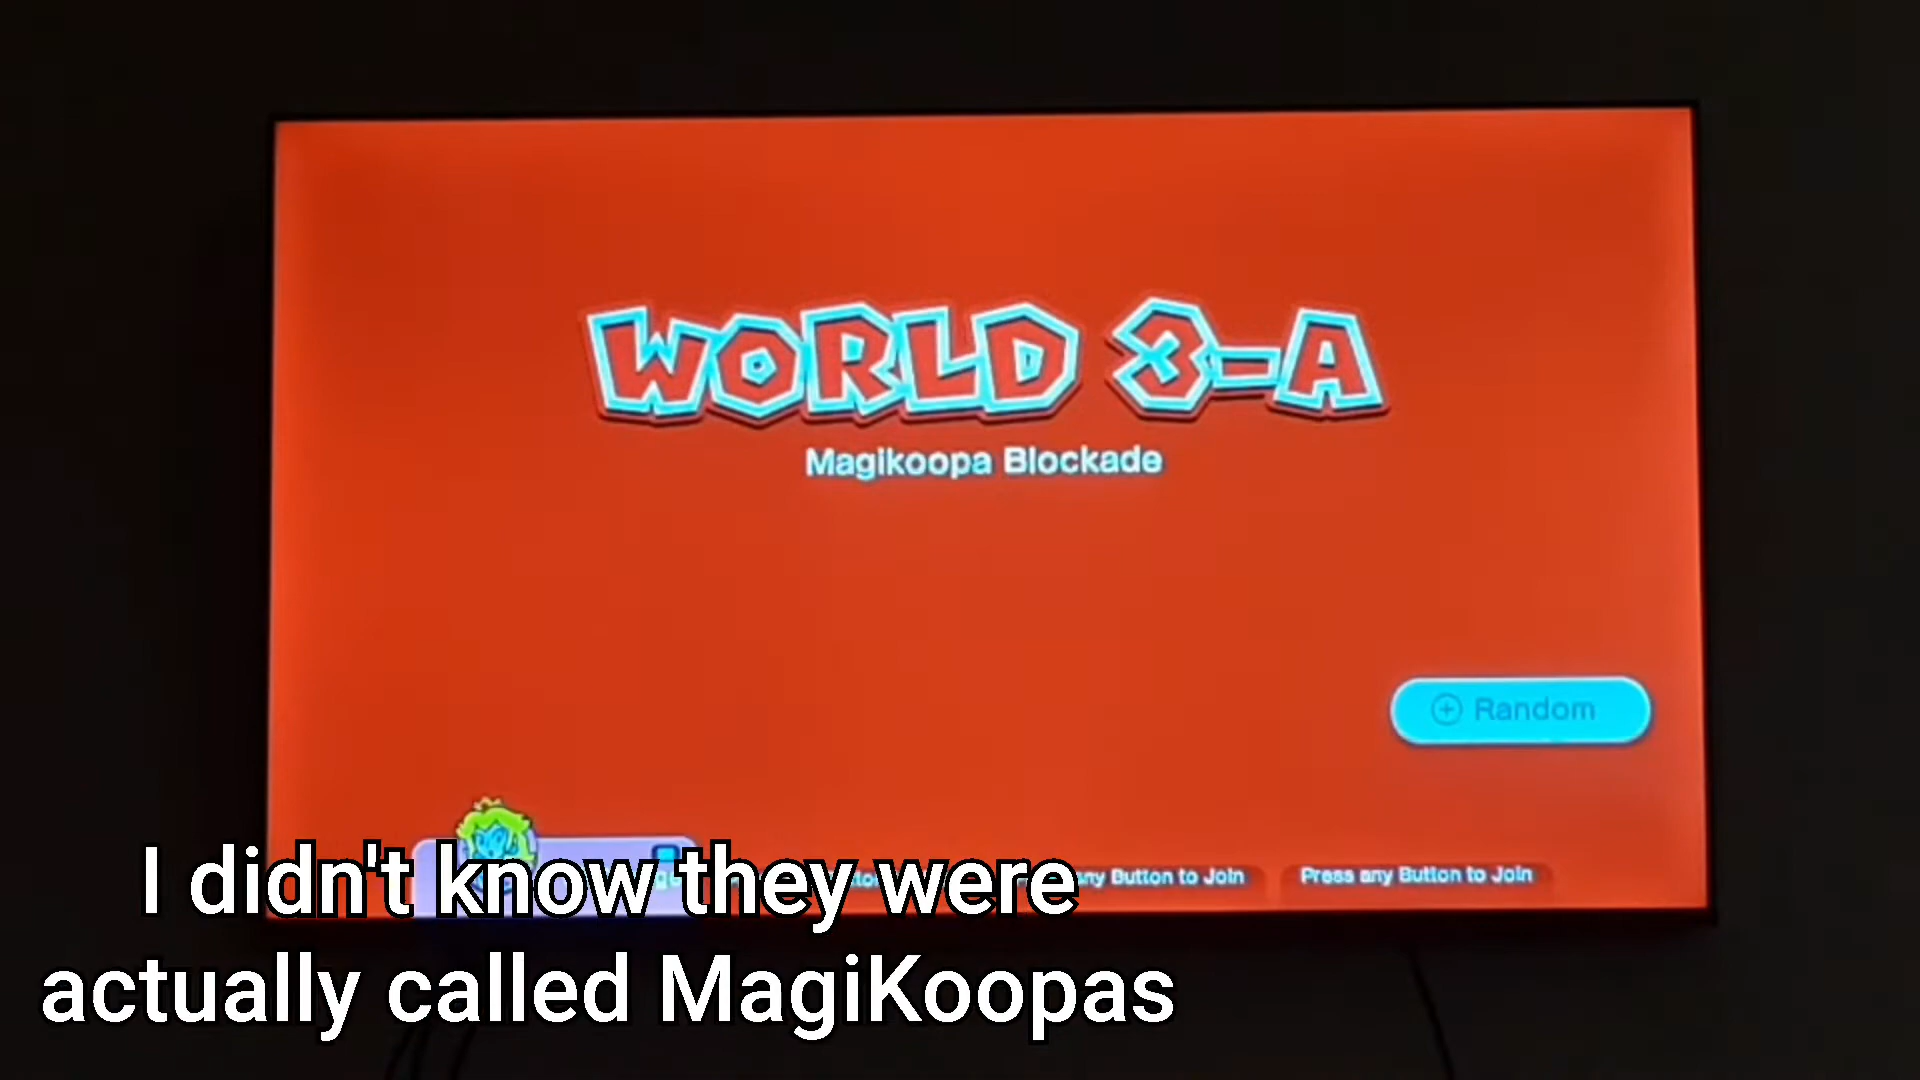 WORLD 3-A
Magikoopa Blockade
Random
any Button to Join
Press any Button to Join
I didn't know they were
actually called MagiKoopas